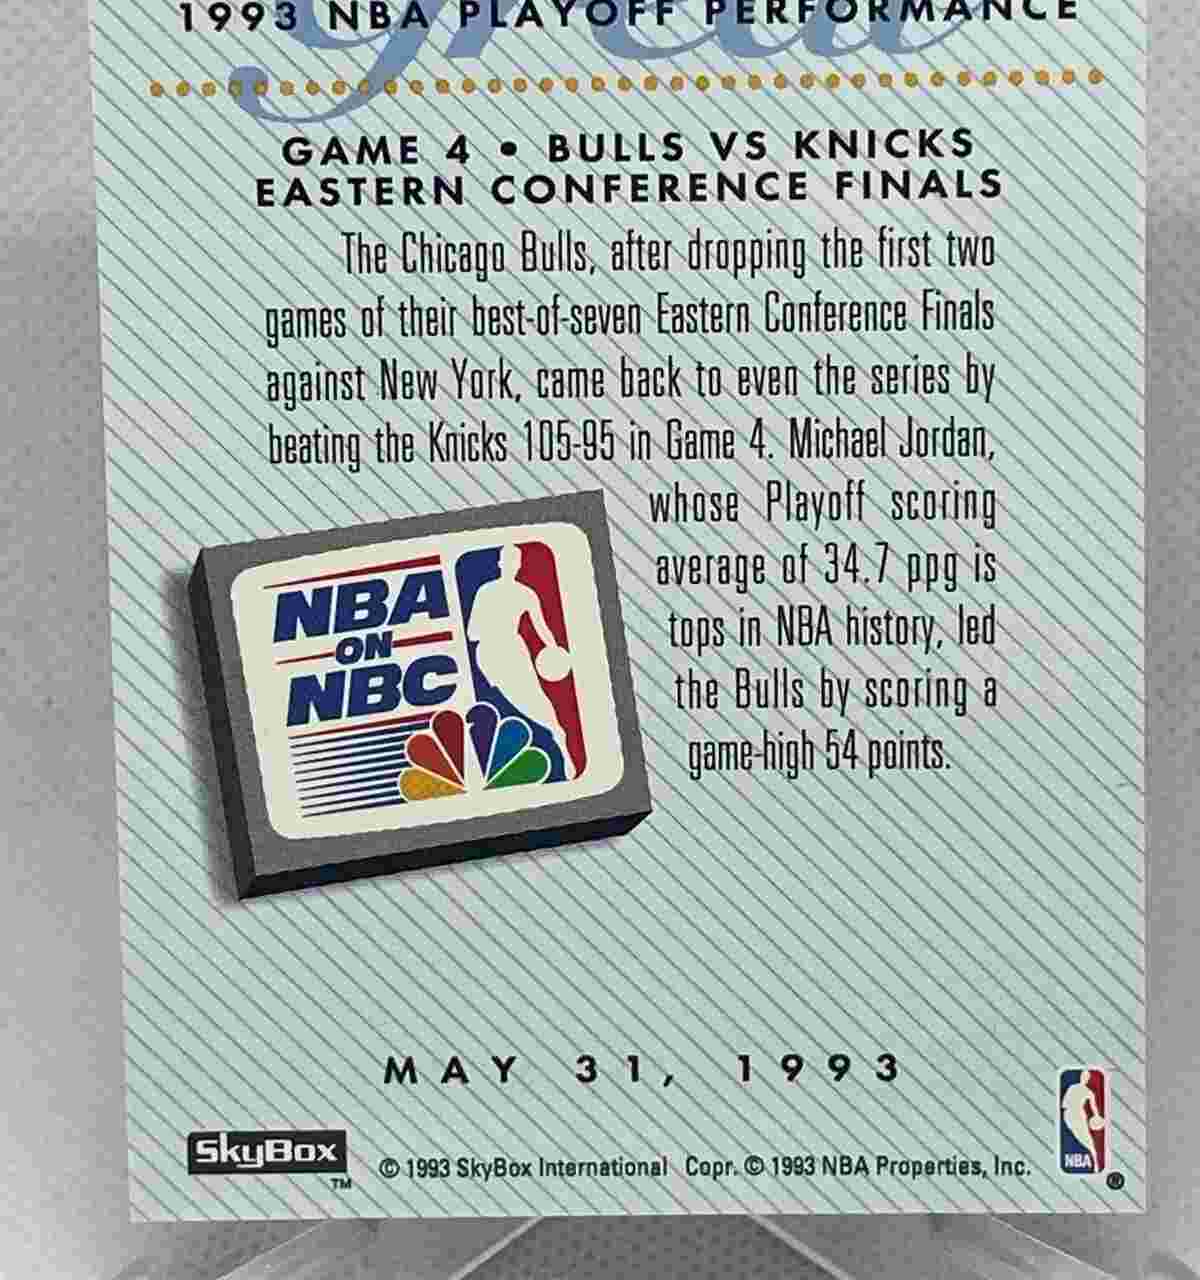 1993 NBA PLAYOFF PERFORMANCE
GAME 4 • BULLS VS KNICKS
EASTERN CONFERENCE FINALS
The Chicago Bulls, after dropping the first two
games of their best-of-seven Eastern Conference Finals
against New York, came back to even the series by
beating the Knicks 105-95 in Game 4. Michael Jordan,
whose Playoff scoring
average of 34.7 ppg is
tops in NBA history, led
the Bulls by scoring a
game-high 54 points.
NBA
ON
NBC
MAY 31, 1993
SkyBox
TM
© 1993 SkyBox International Copr. © 1993 NBA Properties, Inc.
NBA
®